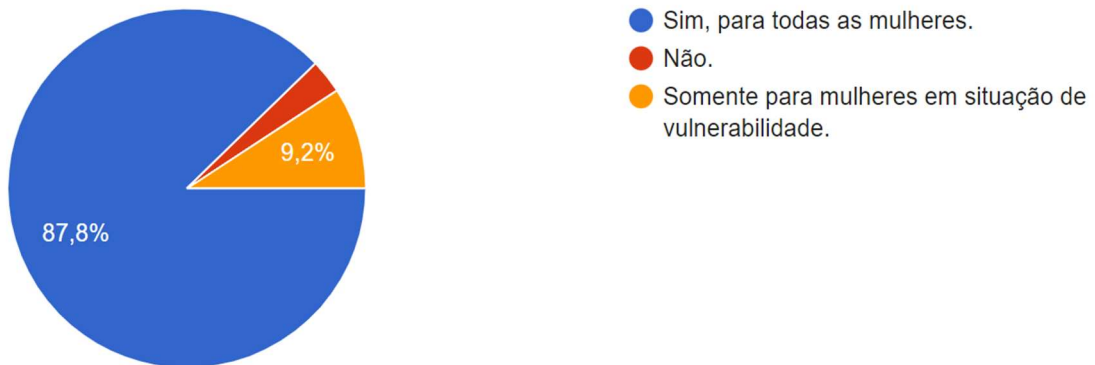 Sim, para todas as mulheres.
Não.
Somente para mulheres em situação de
vulnerabilidade.
9,2%
87,8%